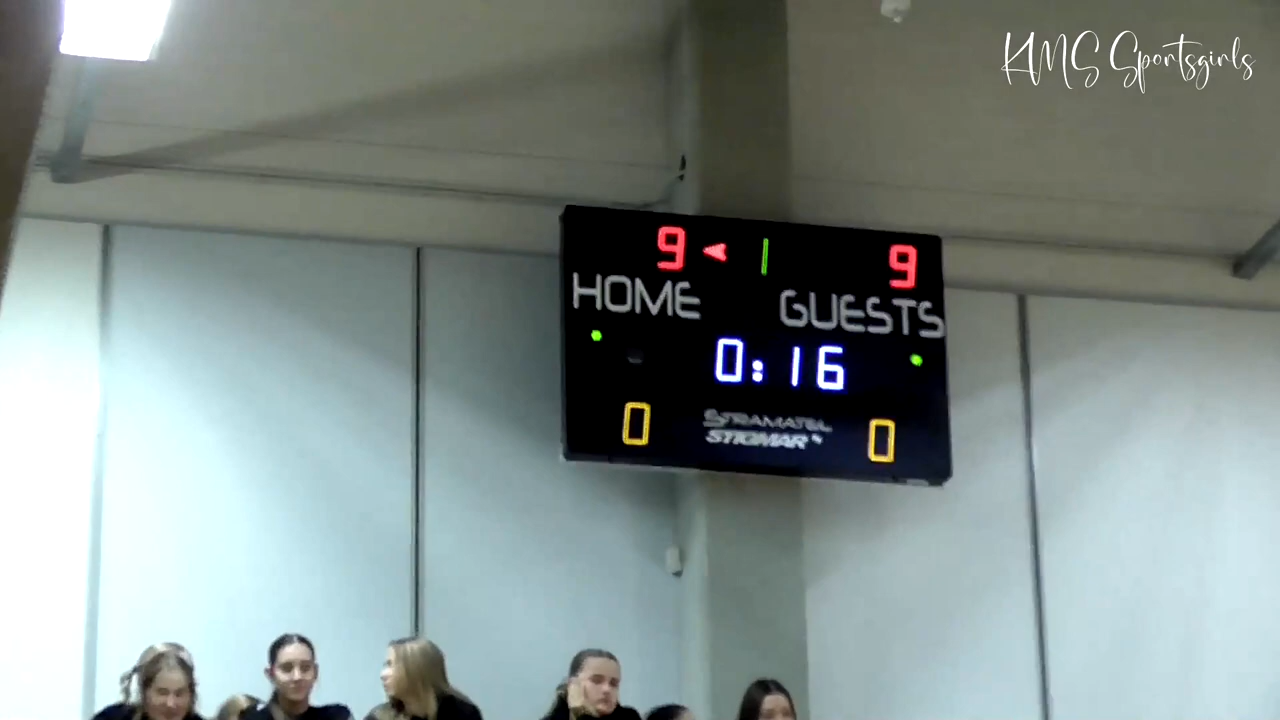 KMS Sportsgirls
9 1 9
HOME GUESTS
0:16
0 STRAMATEL 0
STIGMAR